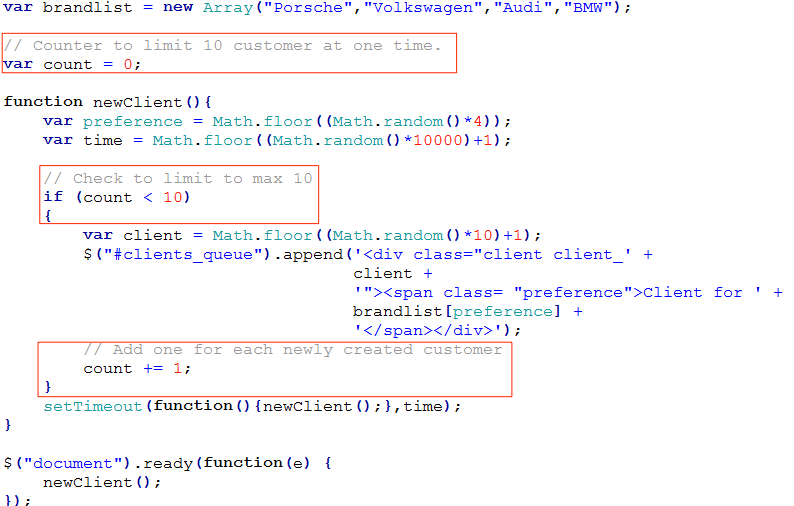 var brandlist = new Array("Porsche","Volkswagen","Audi","BMW");
// Counter to limit 10 customer at one time.
var count = 0;
function newClient(){
    var preference = Math.floor((Math.random()*4));
    var time = Math.floor((Math.random()*10000)+1);
    // Check to limit to max 10
    if (count < 10)
    {
        var client = Math.floor((Math.random()*10)+1);
        $("#clients_queue").append('<div class="client client_' +
                                   client +
                                   '"><span class= "preference">Client for ' +
                                   brandlist[preference] +
                                   '</span></div>');
        // Add one for each newly created customer
        count += 1;
    }
    setTimeout(function(){newClient();},time);
}
$("document").ready(function(e) {
    newClient();
});